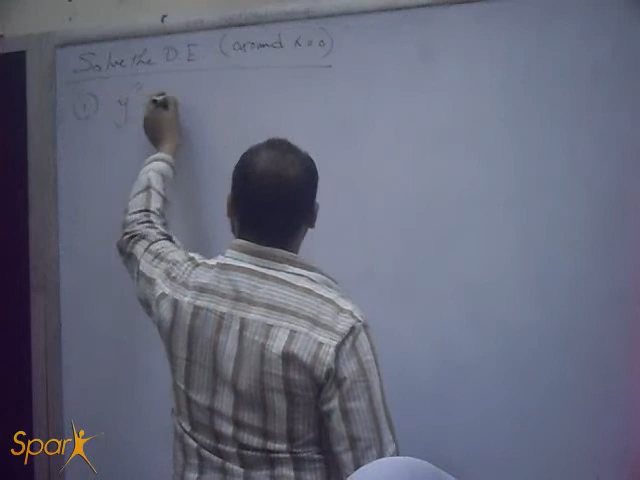 Solve the D.E (around x=0)
① y"
Spark